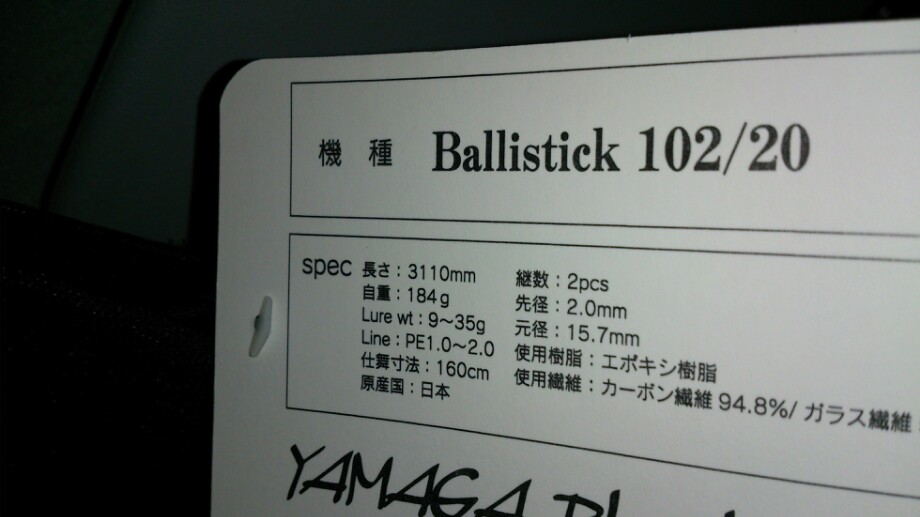 機種 Ballistick 102/20
spec 長さ：3110mm 継数：2pcs
自重：184g 先径：2.0mm
Lure wt：9〜35g 元径：15.7mm
Line：PE1.0〜2.0 使用樹脂：エポキシ樹脂
仕舞寸法：160cm 使用繊維：カーボン繊維 94.8%/ ガラス繊維
原産国：日本
YAMAGA